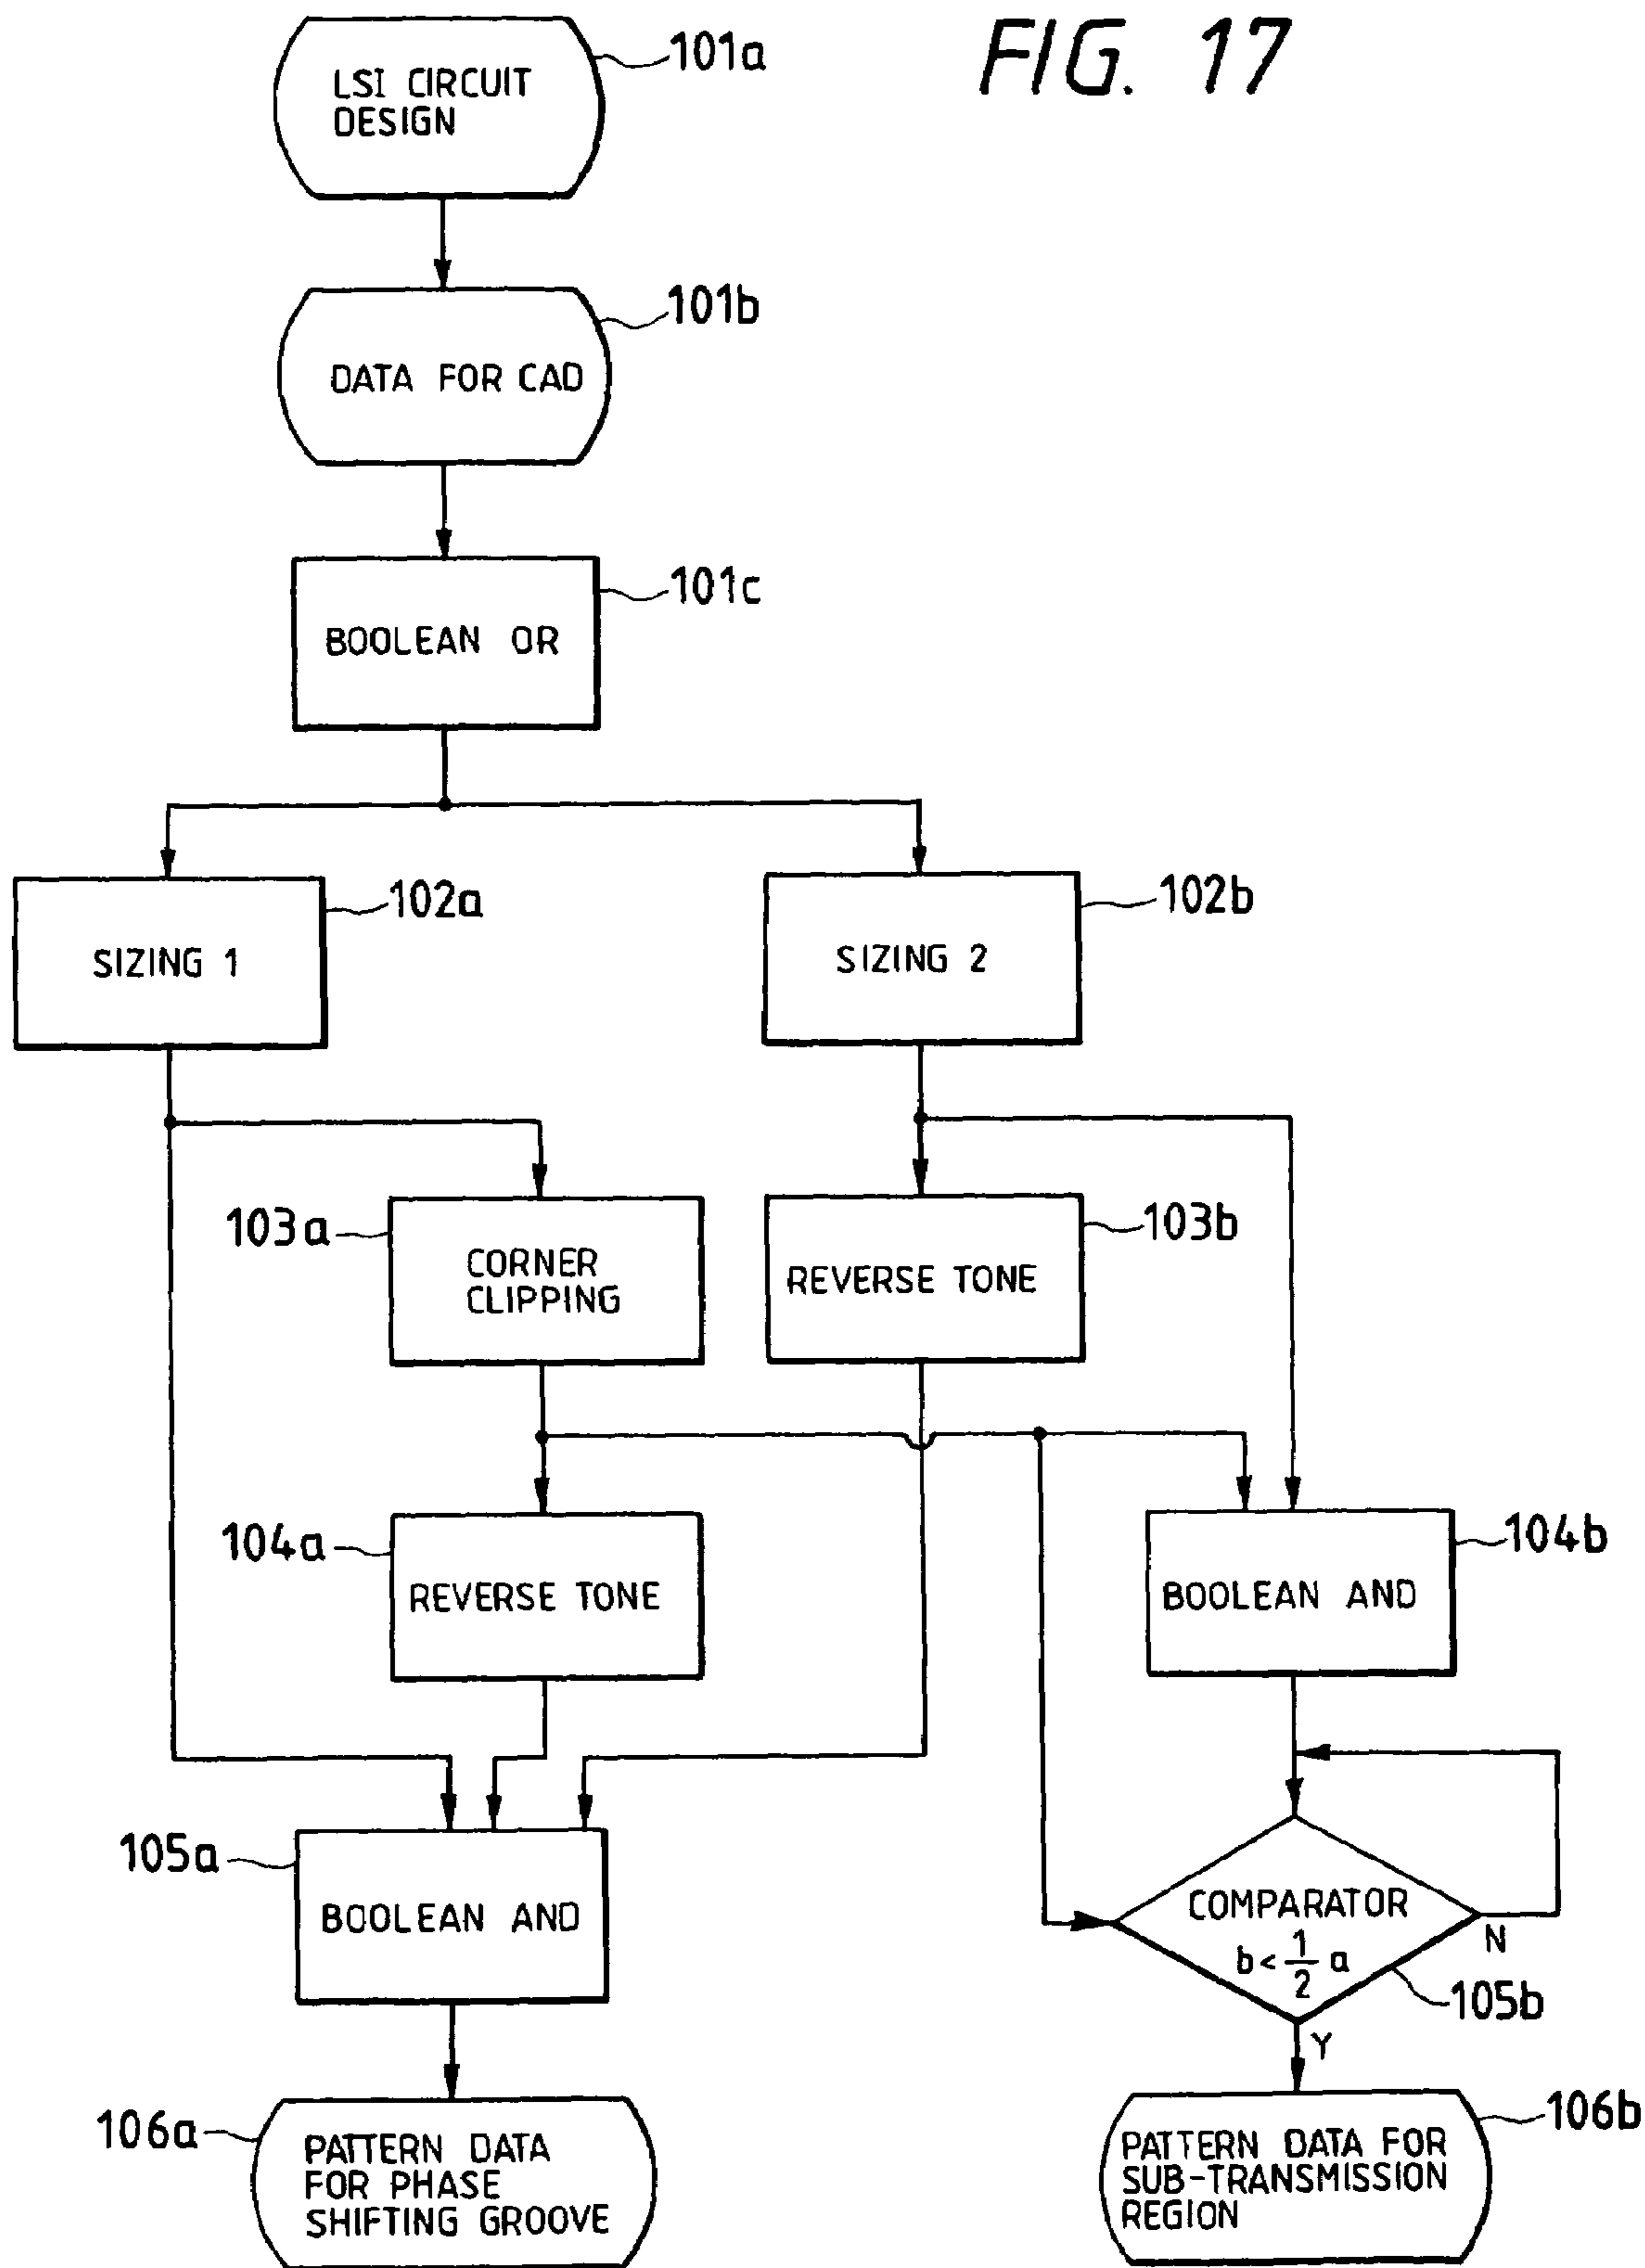 FIG. 17
101a
LSI CIRCUIT
DESIGN
101b
DATA FOR CAD
101c
BOOLEAN OR
102a
SIZING 1
102b
SIZING 2
103a
CORNER
CLIPPING
103b
REVERSE TONE
104a
REVERSE TONE
104b
BOOLEAN AND
105a
BOOLEAN AND
COMPARATOR
b < 1/2 a
N
105b
Y
106a
PATTERN DATA
FOR PHASE
SHIFTING GROOVE
106b
PATTERN DATA FOR
SUB-TRANSMISSION
REGION